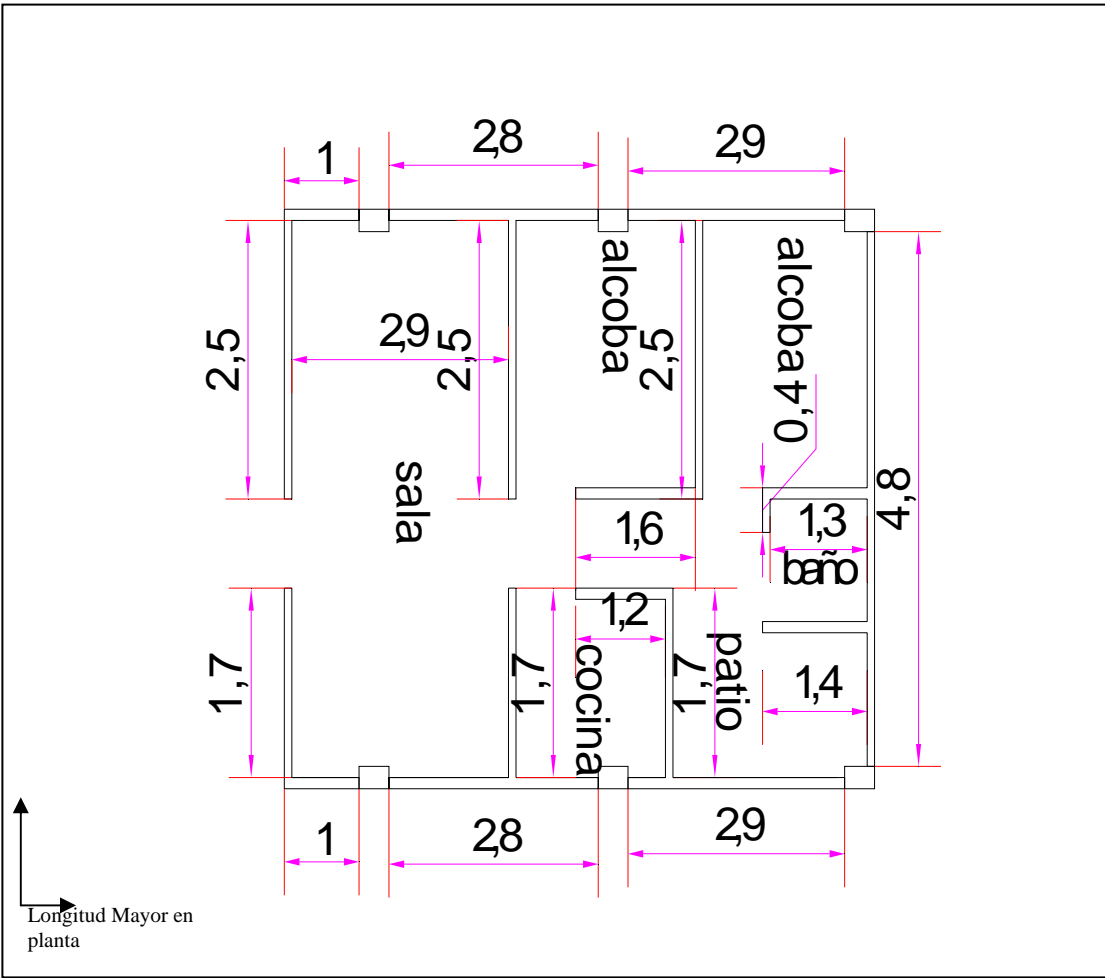 1
2,8
2,9
2,5
2,9
2,5
alcoba
2,5
alcoba
0,4
sala
4,8
1,6
1,3
baño
1,7
1,2
1,7
cocina
1,7
patio
1,4
1
2,8
2,9
Longitud Mayor en
planta